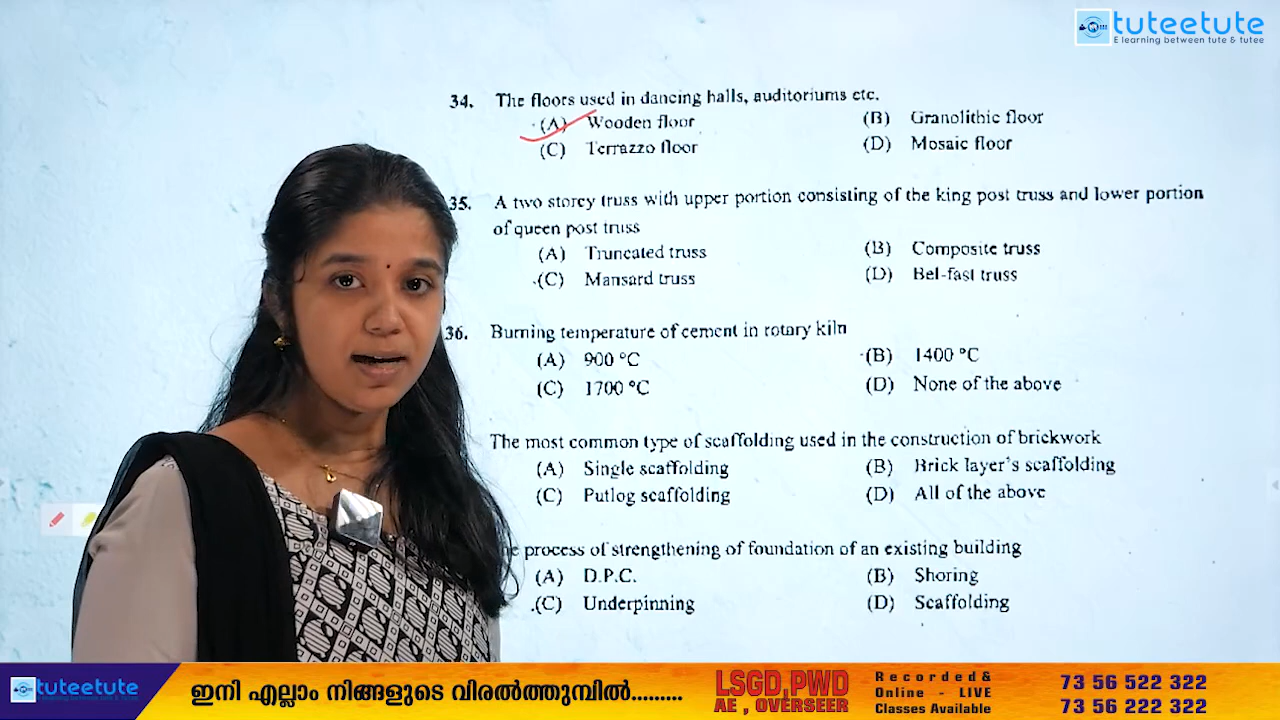 tuteetute
E learning between tute & tutee
34. The floors used in dancing halls, auditoriums etc.
(A) Wooden floor (B) Granolithic floor
(C) Terrazzo floor (D) Mosaic floor
35. A two storey truss with upper portion consisting of the king post truss and lower portion
of queen post truss
(A) Truncated truss (B) Composite truss
(C) Mansard truss (D) Bel-fast truss
36. Burning temperature of cement in rotary kiln
(A) 900 °C (B) 1400 °C
(C) 1700 °C (D) None of the above
The most common type of scaffolding used in the construction of brickwork
(A) Single scaffolding (B) Brick layer's scaffolding
(C) Putlog scaffolding (D) All of the above
process of strengthening of foundation of an existing building
(A) D.P.C. (B) Shoring
(C) Underpinning (D) Scaffolding
tuteetute
ഇനി എല്ലാം നിങ്ങളുടെ വിരൽത്തുമ്പിൽ.........
LSGD,PWD
AE , OVERSEER
Recorded &
Online - LIVE
Classes Available
73 56 522 322
73 56 222 322